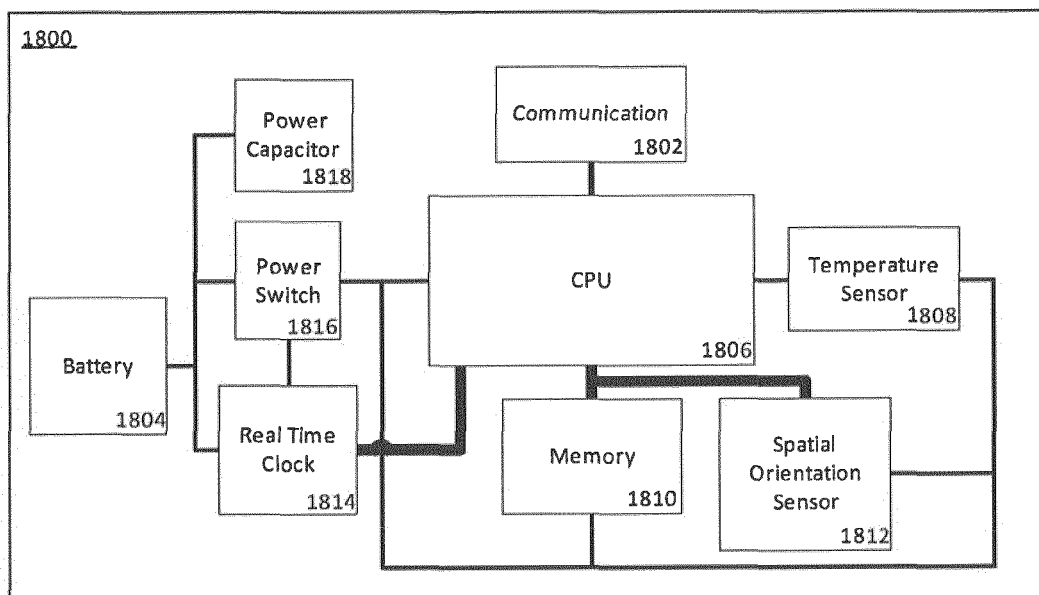 1800
Communication
1802
Power
Capacitor
1818
CPU
1806
Power
Switch
1816
Temperature
Sensor
1808
Battery
1804
Real Time
Clock
1814
Memory
1810
Spatial
Orientation
Sensor
1812